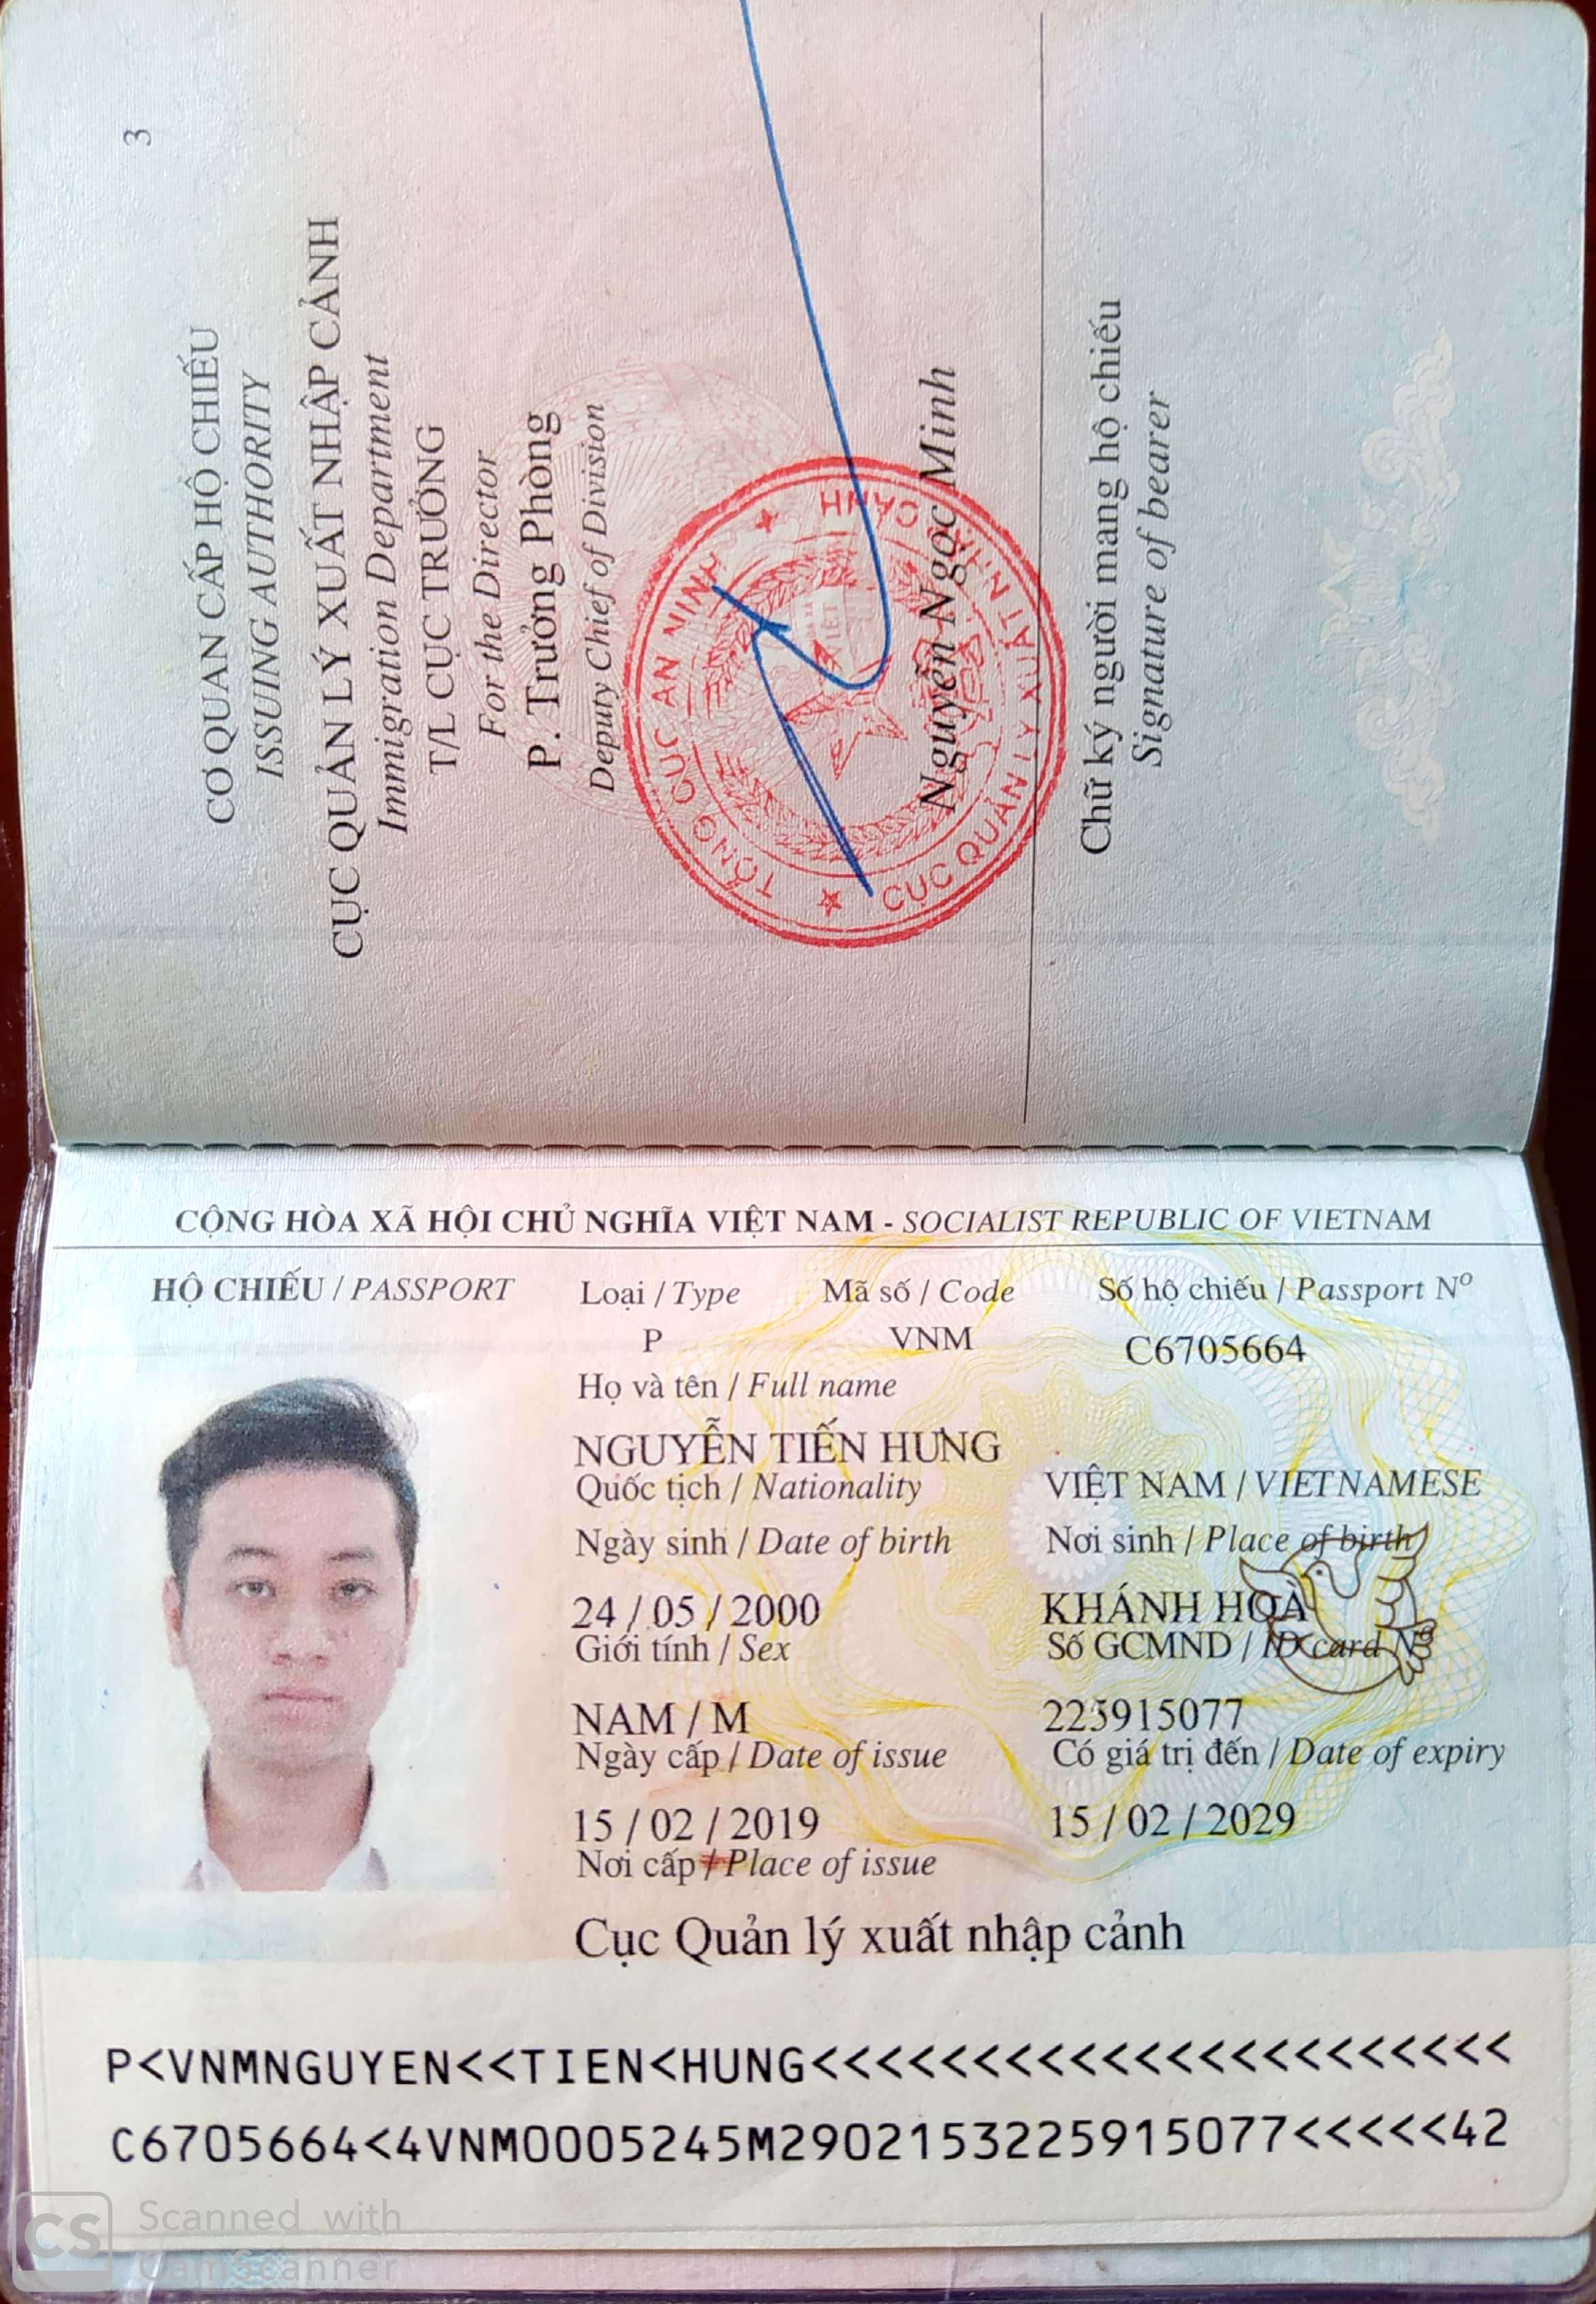 3
CƠ QUAN CẤP HỘ CHIẾU
ISSUING AUTHORITY
CỤC QUẢN LÝ XUẤT NHẬP CẢNH
Immigration Department
T/L CỤC TRƯỞNG
For the Director
P. Trưởng Phòng
Deputy Chief of Division
TỔNG CỤC AN NINH
CỤC QUẢN LÝ XUẤT NHẬP CẢNH
Nguyễn Ngọc Minh
Chữ ký người mang hộ chiếu
Signature of bearer
CỘNG HÒA XÃ HỘI CHỦ NGHĨA VIỆT NAM - SOCIALIST REPUBLIC OF VIETNAM
HỘ CHIẾU / PASSPORT Loại / Type Mã số / Code Số hộ chiếu / Passport Nº
P VNM C6705664
Họ và tên / Full name
NGUYỄN TIẾN HƯNG
Quốc tịch / Nationality VIỆT NAM / VIETNAMESE
Ngày sinh / Date of birth Nơi sinh / Place of birth
24 / 05 / 2000 KHÁNH HOÀ
Giới tính / Sex Số GCMND / ID card Nº
NAM / M 225915077
Ngày cấp / Date of issue Có giá trị đến / Date of expiry
15 / 02 / 2019 15 / 02 / 2029
Nơi cấp / Place of issue
Cục Quản lý xuất nhập cảnh
P<VNMNGUYEN<<TIEN<HUNG<<<<<<<<<<<<<<<<<<<<<<
C6705664<4VNM0005245M2902153225915077<<<<<42
CS Scanned with
CamScanner